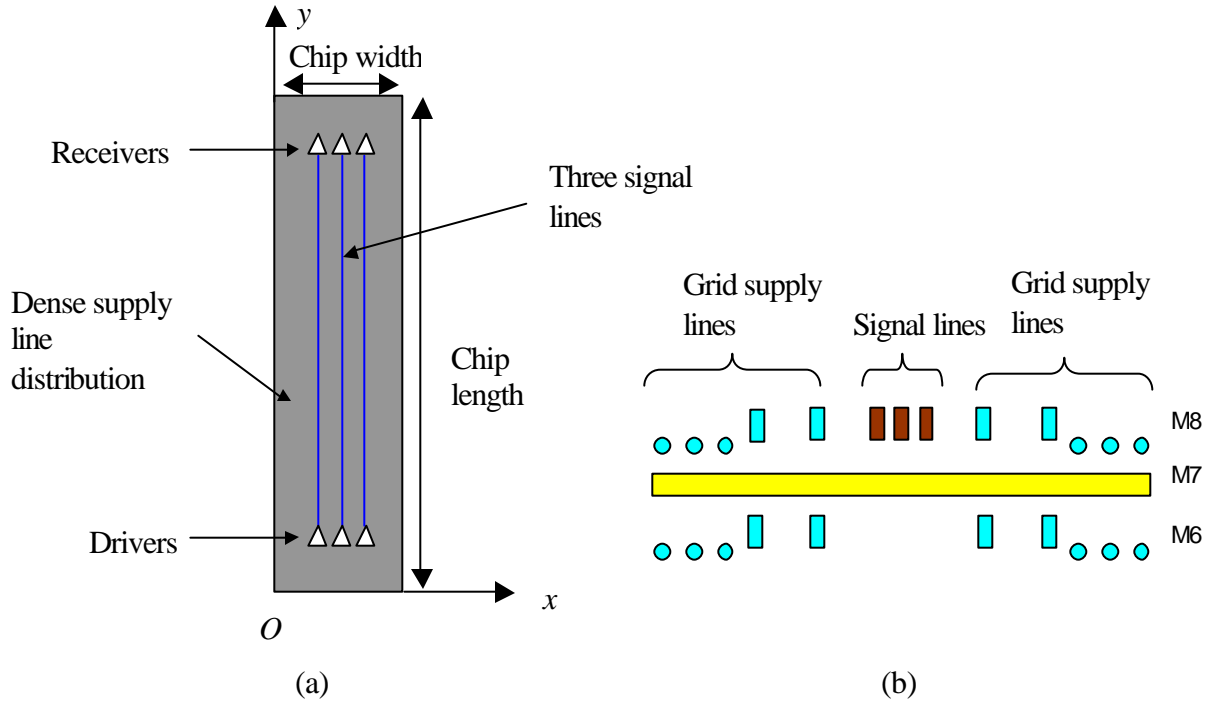 y
Chip width
Receivers
Three signal
lines
Dense supply
line
distribution
Chip
length
Drivers
x
O
(a)
Grid supply
lines
Signal lines
Grid supply
lines
M8
M7
M6
(b)